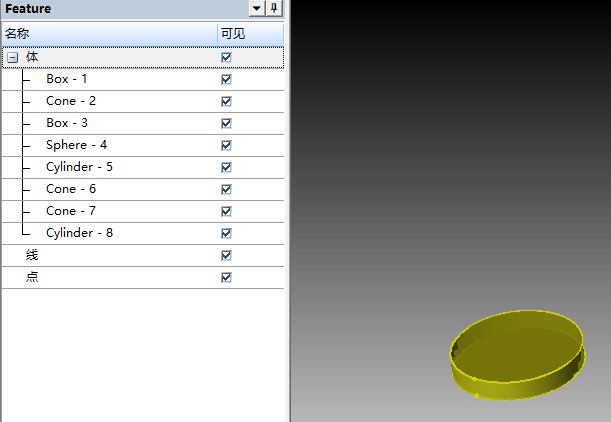 Feature
名称 可见
体
Box - 1
Cone - 2
Box - 3
Sphere - 4
Cylinder - 5
Cone - 6
Cone - 7
Cylinder - 8
线
点